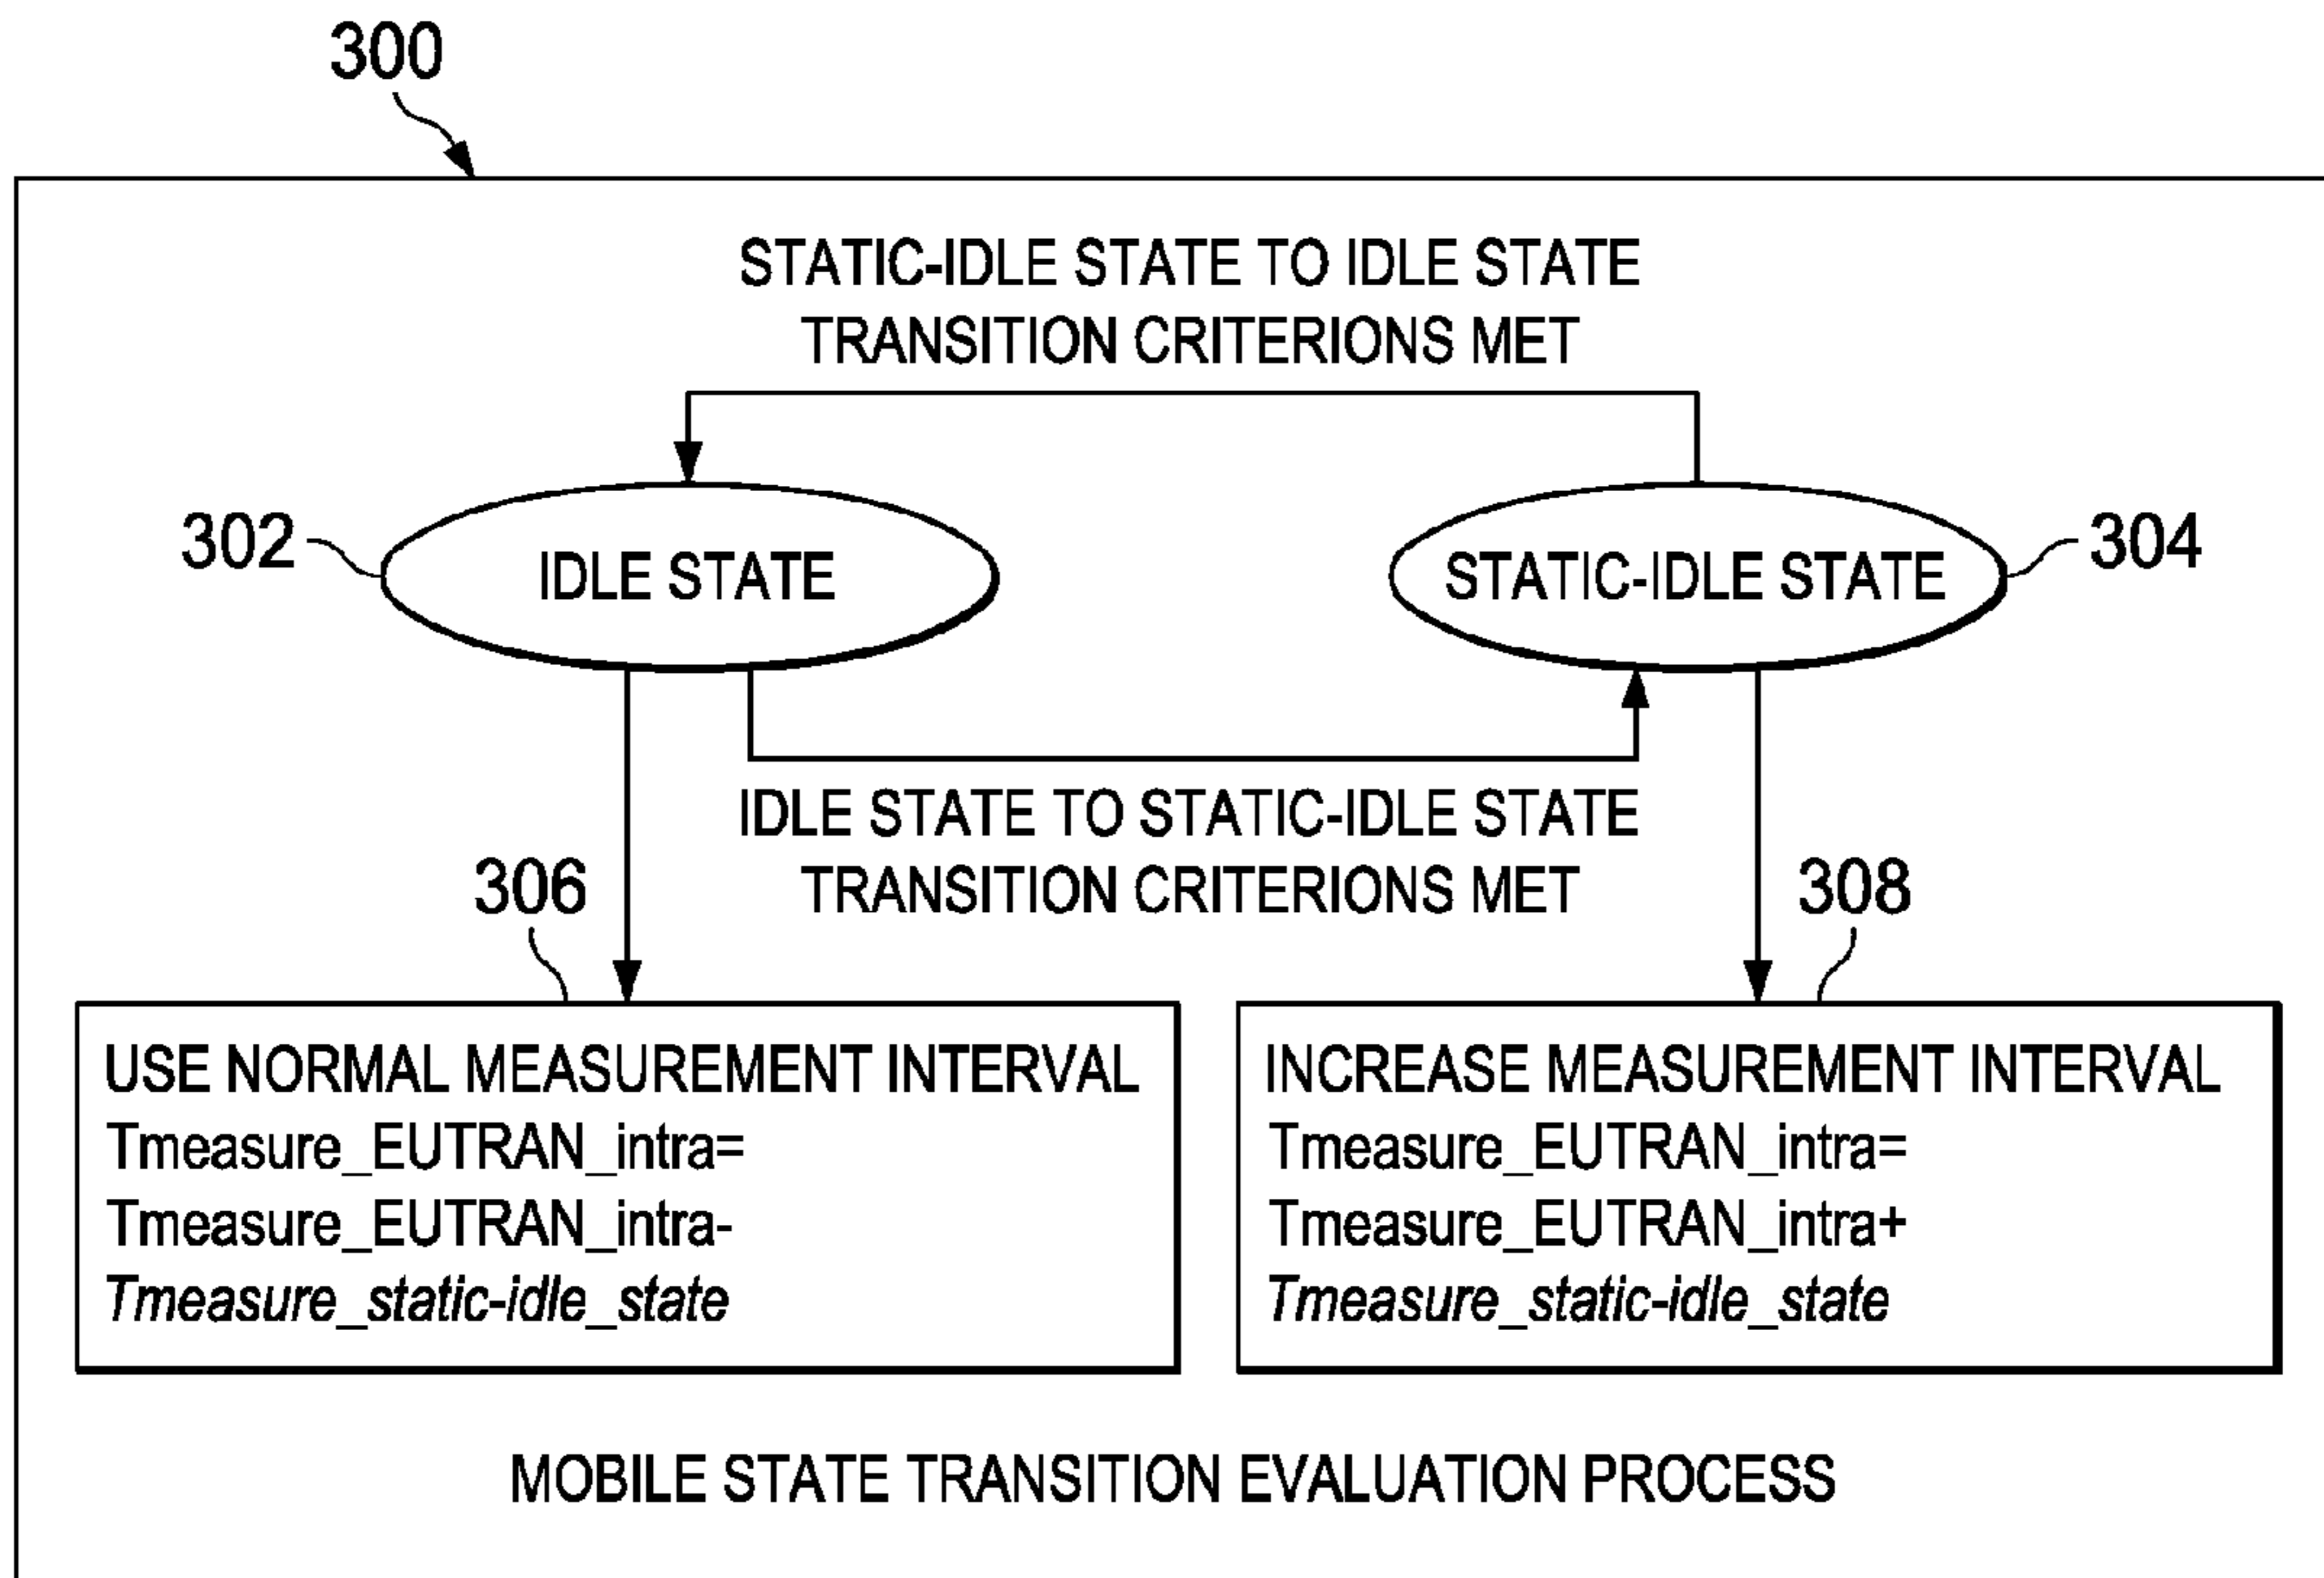 300
STATIC-IDLE STATE TO IDLE STATE
TRANSITION CRITERIONS MET
302
IDLE STATE
STATIC-IDLE STATE
304
IDLE STATE TO STATIC-IDLE STATE
TRANSITION CRITERIONS MET
306
308
USE NORMAL MEASUREMENT INTERVAL
Tmeasure_EUTRAN_intra=
Tmeasure_EUTRAN_intra-
Tmeasure_static-idle_state
INCREASE MEASUREMENT INTERVAL
Tmeasure_EUTRAN_intra=
Tmeasure_EUTRAN_intra+
Tmeasure_static-idle_state
MOBILE STATE TRANSITION EVALUATION PROCESS